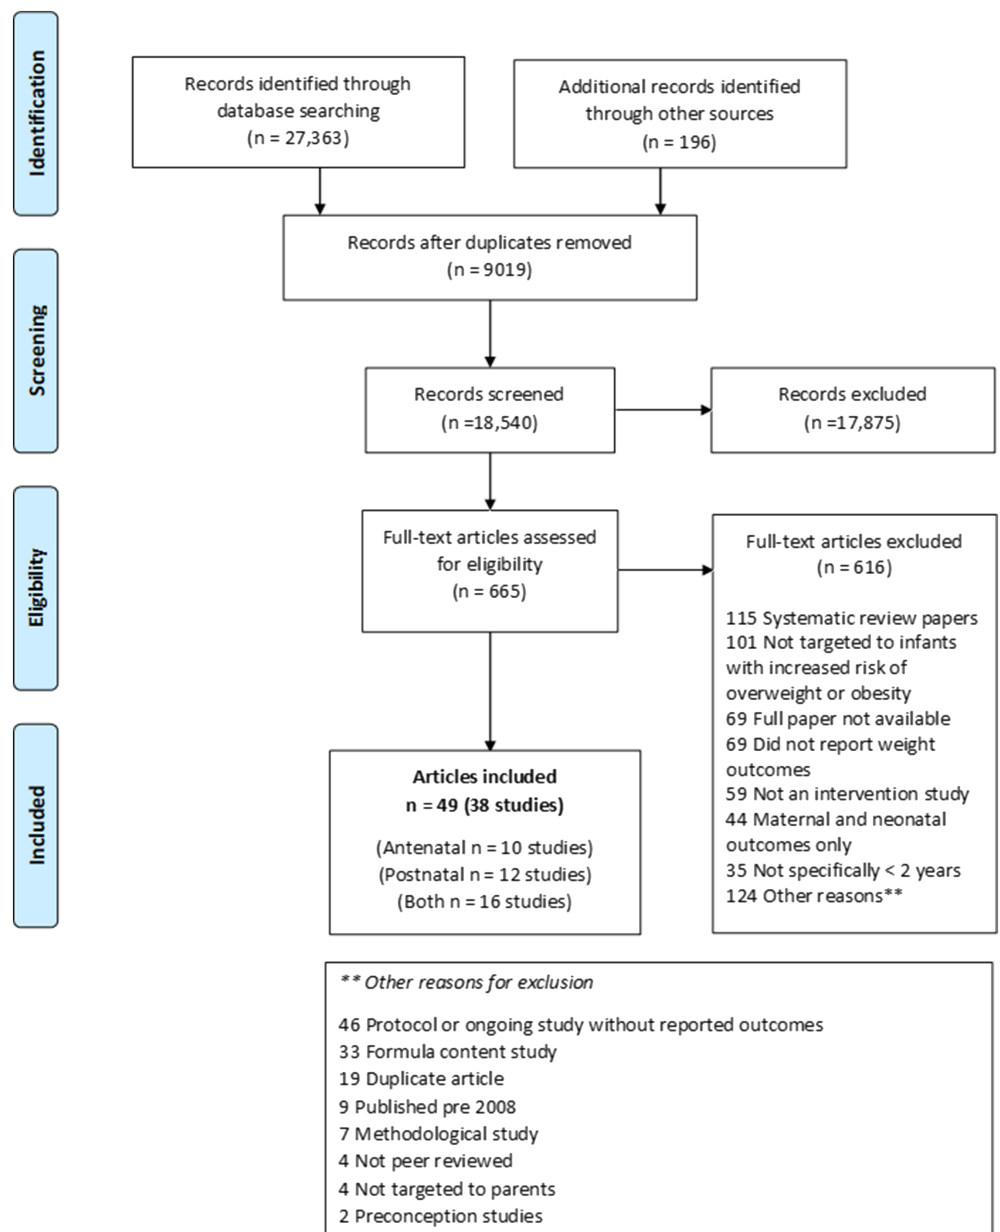 Identification
Records identified through
database searching
(n = 27,363)
Additional records identified
through other sources
(n = 196)
Records after duplicates removed
(n = 9019)
Screening
Records screened
(n =18,540)
Records excluded
(n =17,875)
Eligibility
Full-text articles assessed
for eligibility
(n = 665)
Full-text articles excluded
(n = 616)
115 Systematic review papers
101 Not targeted to infants
with increased risk of
overweight or obesity
69 Full paper not available
69 Did not report weight
outcomes
59 Not an intervention study
44 Maternal and neonatal
outcomes only
35 Not specifically < 2 years
124 Other reasons**
Included
Articles included
n = 49 (38 studies)
(Antenatal n = 10 studies)
(Postnatal n = 12 studies)
(Both n = 16 studies)
** Other reasons for exclusion
46 Protocol or ongoing study without reported outcomes
33 Formula content study
19 Duplicate article
9 Published pre 2008
7 Methodological study
4 Not peer reviewed
4 Not targeted to parents
2 Preconception studies